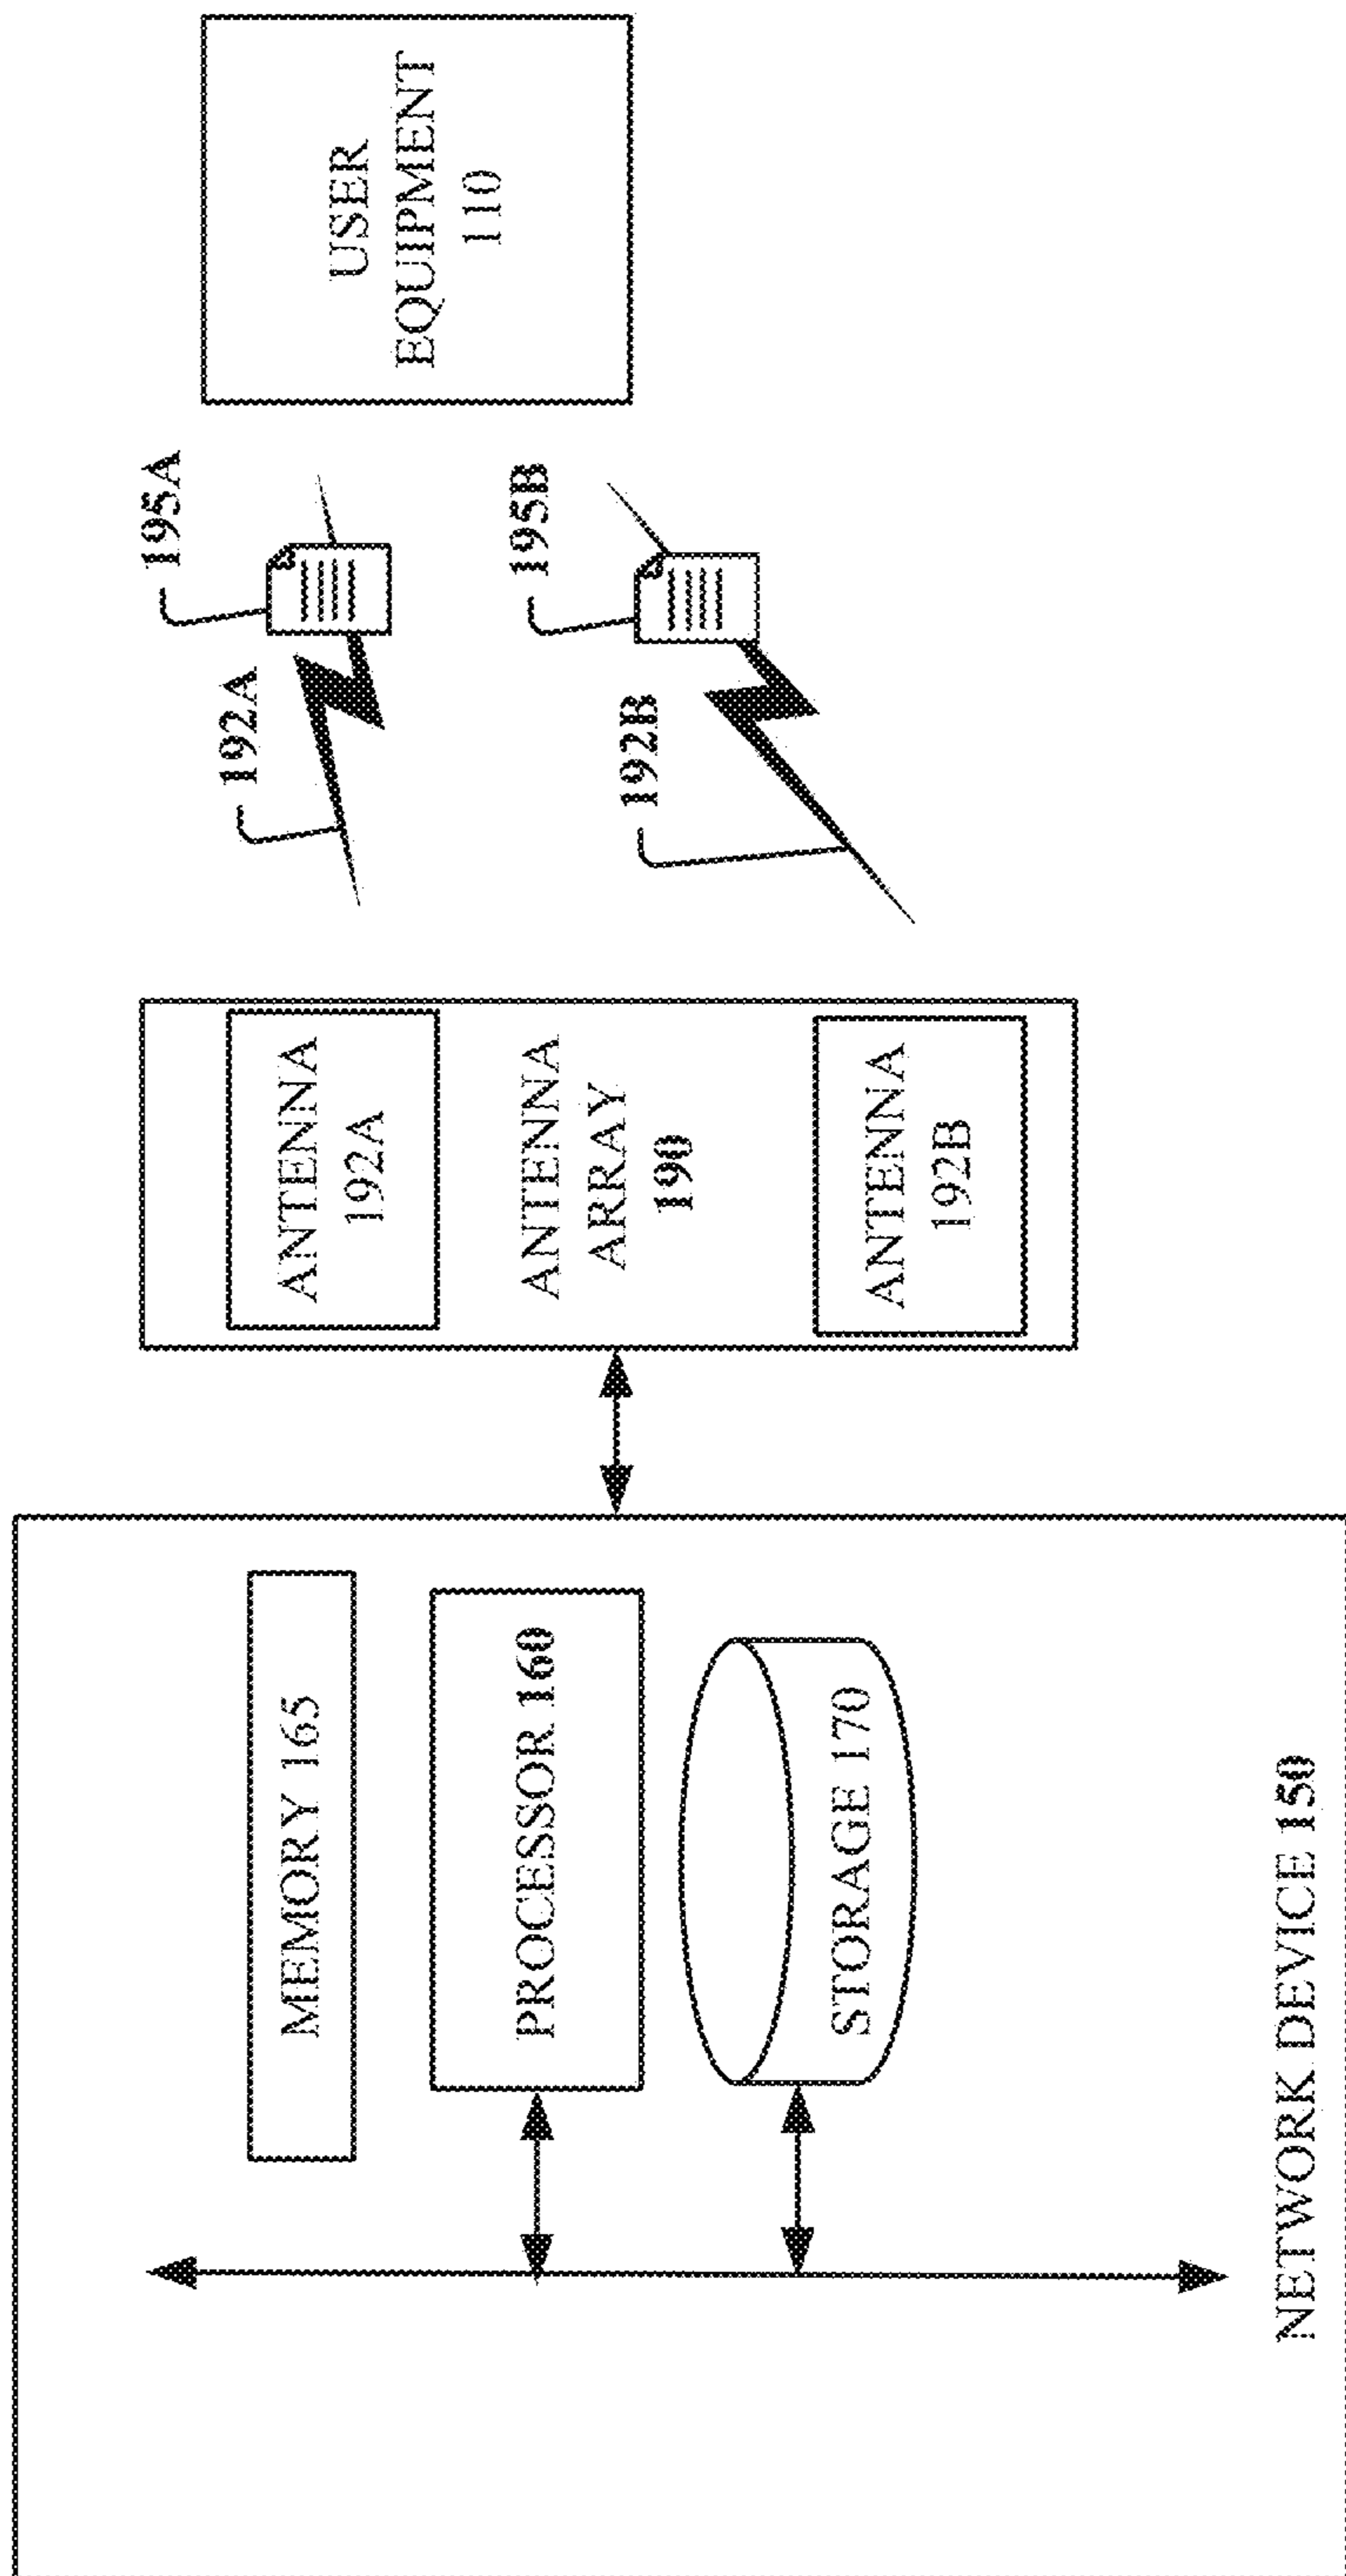 MEMORY 165
PROCESSOR 160
STORAGE 170
NETWORK DEVICE 150
ANTENNA
192A
ANTENNA
ARRAY
190
ANTENNA
192B
192A
195A
192B
195B
USER
EQUIPMENT
110